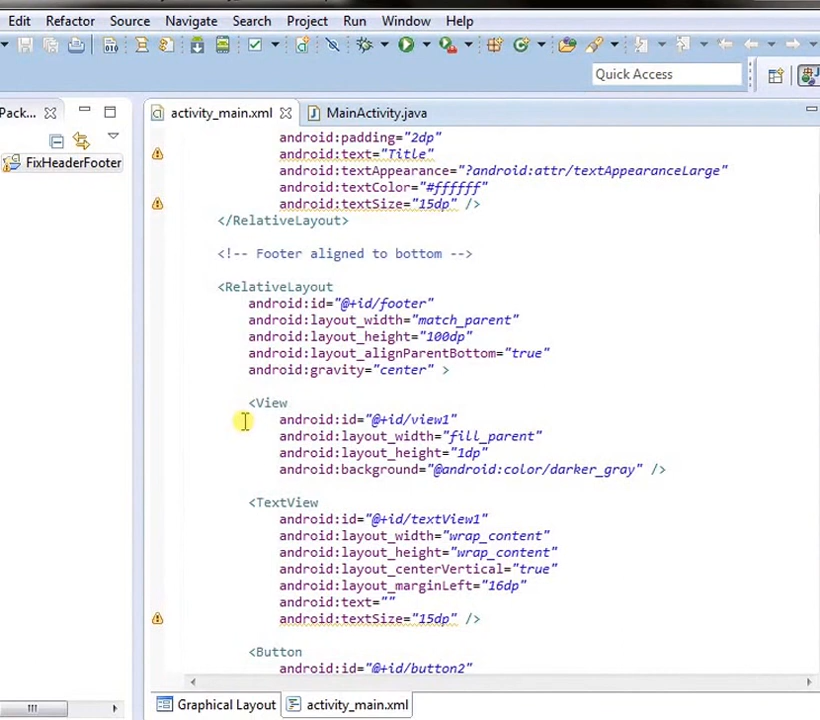 Edit Refactor Source Navigate Search Project Run Window Help
Quick Access
Pack...
activity_main.xml
MainActivity.java
FixHeaderFooter
android:padding="2dp"
android:text="Title"
android:textAppearance="?android:attr/textAppearanceLarge"
android:textColor="#ffffff"
android:textSize="15dp" />
</RelativeLayout>
<!-- Footer aligned to bottom -->
<RelativeLayout
android:id="@+id/footer"
android:layout_width="match_parent"
android:layout_height="100dp"
android:layout_alignParentBottom="true"
android:gravity="center" >
<View
android:id="@+id/view1"
android:layout_width="fill_parent"
android:layout_height="1dp"
android:background="@android:color/darker_gray" />
<TextView
android:id="@+id/textView1"
android:layout_width="wrap_content"
android:layout_height="wrap_content"
android:layout_centerVertical="true"
android:layout_marginLeft="16dp"
android:text=""
android:textSize="15dp" />
<Button
android:id="@+id/button2"
Graphical Layout
activity_main.xml